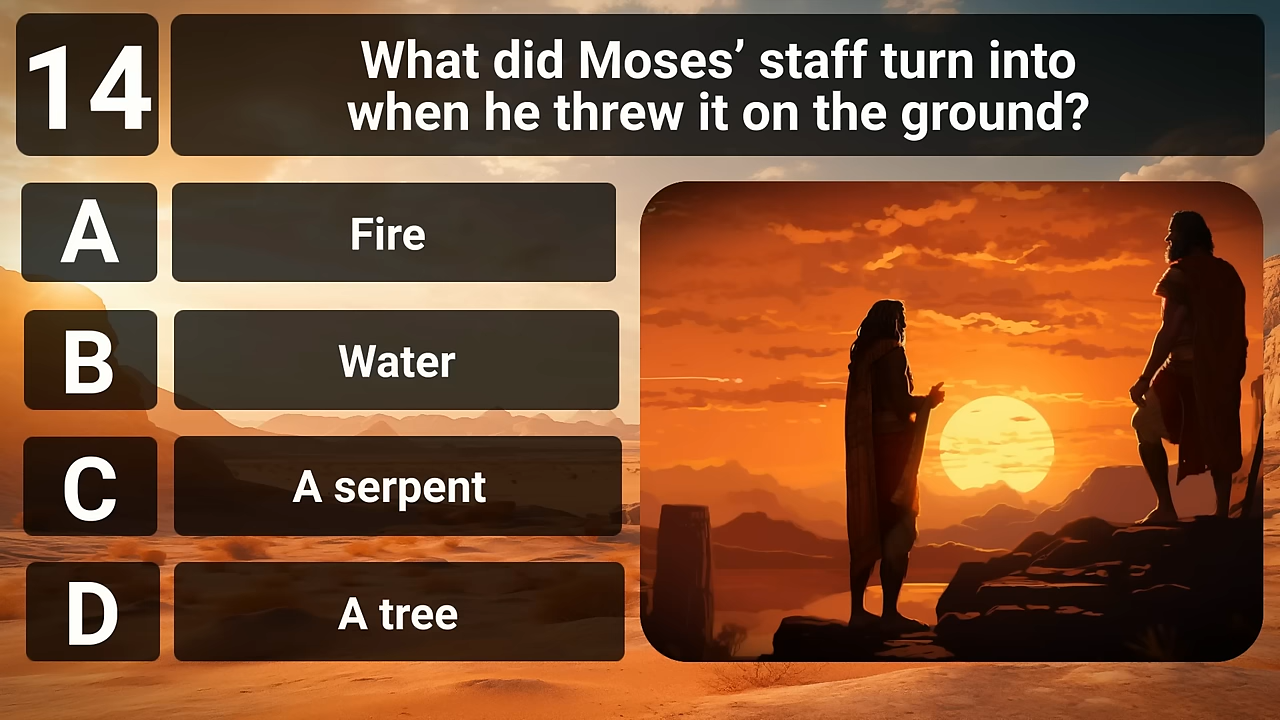 14
What did Moses’ staff turn into
when he threw it on the ground?
A
Fire
B
Water
C
A serpent
D
A tree